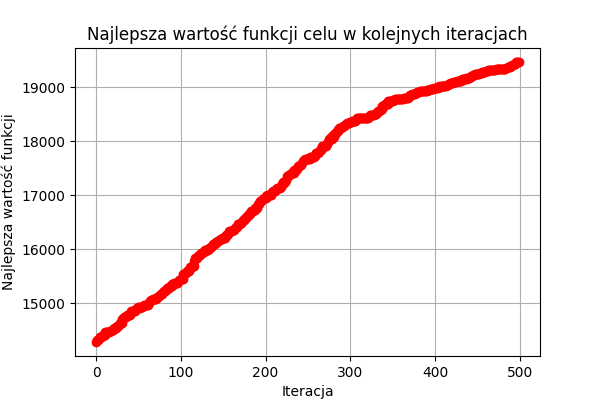 Najlepsza wartość funkcji celu w kolejnych iteracjach
Najlepsza wartość funkcji
19000
18000
17000
16000
15000
0 100 200 300 400 500
Iteracja